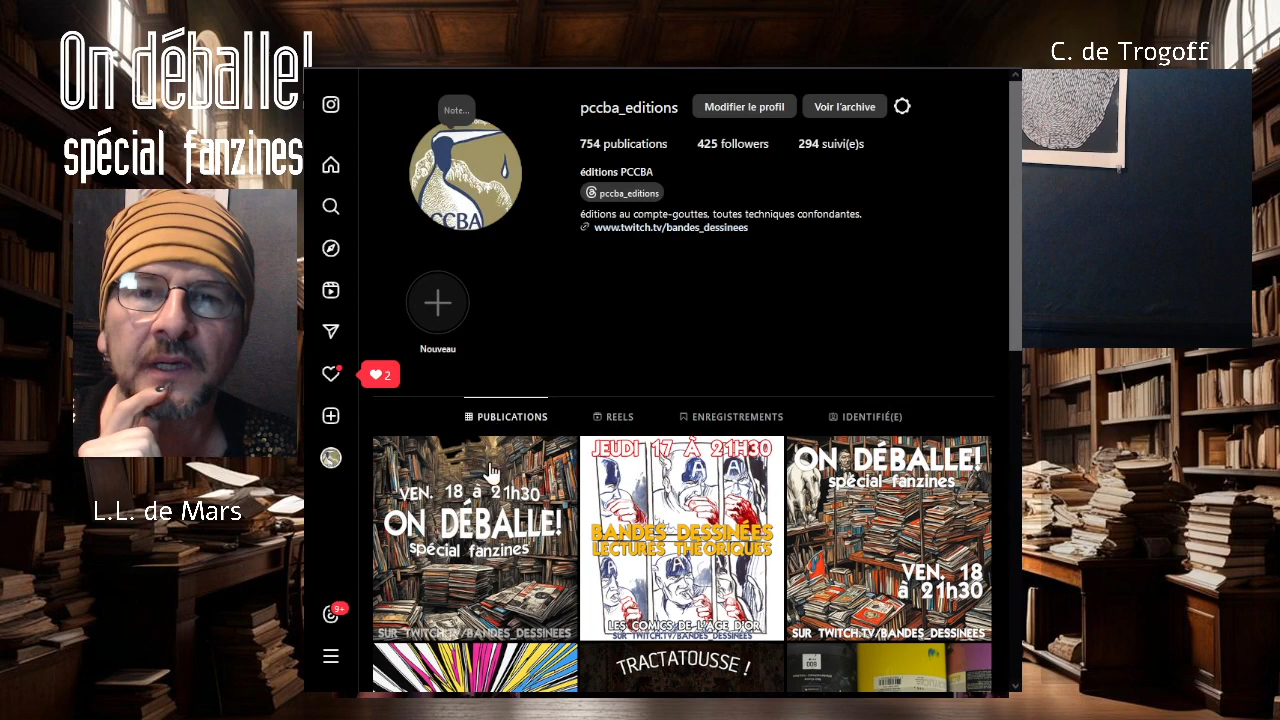 On déballe!
spécial fanzines
C. de Trogoff
L.L. de Mars
Note...
CCBA
pccba_editions
Modifier le profil
Voir l'archive
754 publications
425 followers
294 suivi(e)s
éditions PCCBA
pccba_editions
éditions au compte-gouttes. toutes techniques confondantes.
www.twitch.tv/bandes_dessinees
Nouveau
2
PUBLICATIONS
REELS
ENREGISTREMENTS
IDENTIFIÉ(E)
VEN. 18 à 21h30
ON DÉBALLE!
spécial fanzines
SUR TWITCH.TV/BANDES_DESSINEES
JEUDI 17 À 21H30
BANDES DESSINÉES
LECTURES THÉORIQUES
LES COMICS DE L'AGE D'OR
SUR TWITCH.TV/BANDES_DESSINEES
ON DÉBALLE!
spécial fanzines
VEN. 18
à 21h30
SUR TWITCH.TV/BANDES_DESSINEES
9+
TRACTATOUSSE !